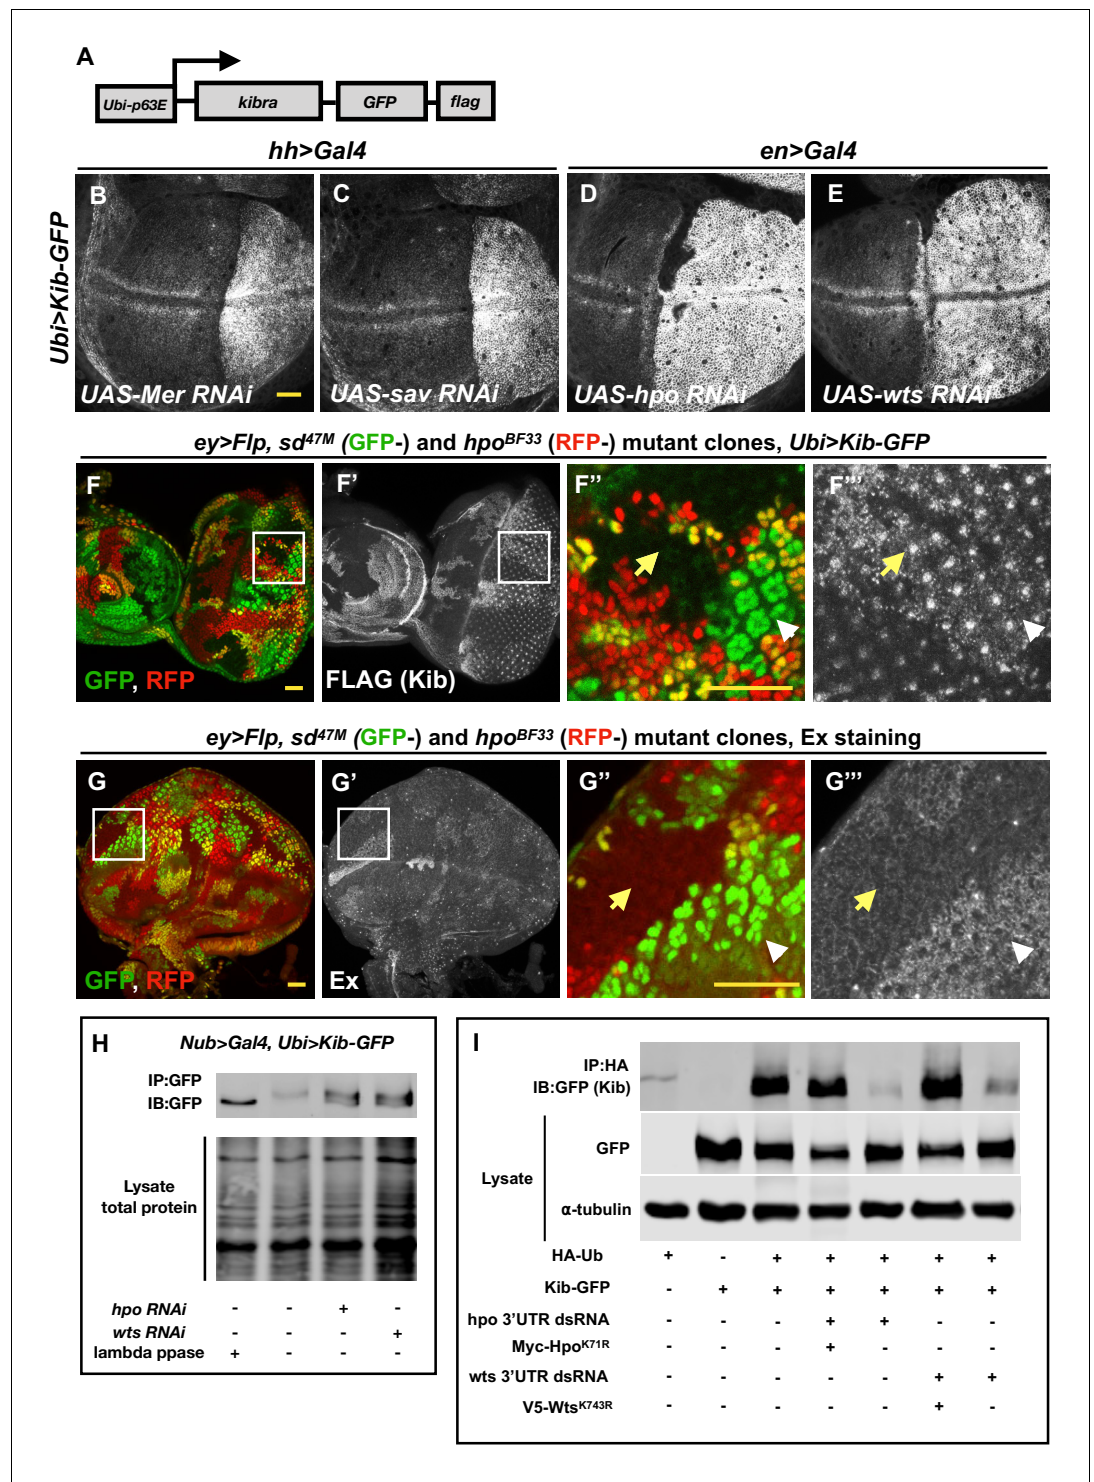 A
Ubi-p63E
kibra
GFP
flag
hh>Gal4
en>Gal4
Ubi>Kib-GFP
B
UAS-Mer RNAi
C
UAS-sav RNAi
D
UAS-hpo RNAi
E
UAS-wts RNAi
ey>Flp, sd47M (GFP-) and hpoBF33 (RFP-) mutant clones, Ubi>Kib-GFP
F
GFP, RFP
F'
FLAG (Kib)
F''
F'''
ey>Flp, sd47M (GFP-) and hpoBF33 (RFP-) mutant clones, Ex staining
G
GFP, RFP
G'
Ex
G''
G'''
H
Nub>Gal4, Ubi>Kib-GFP
IP:GFP
IB:GFP
Lysate
total protein
hpo RNAi - - + -
wts RNAi - - - +
lambda ppase + - - -
I
IP:HA
IB:GFP (Kib)
GFP
Lysate
α-tubulin
HA-Ub + - + + + + +
Kib-GFP - + + + + + +
hpo 3'UTR dsRNA - - - + + - -
Myc-HpoK71R - - - + - - -
wts 3'UTR dsRNA - - - - - + +
V5-WtsK743R - - - - - + -